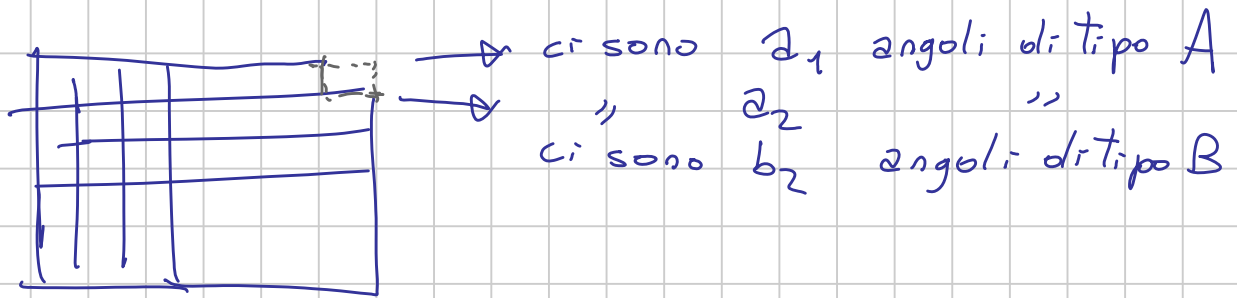 ci sono a₁ angoli di tipo A
" a₂ "
ci sono b₂ angoli di tipo B